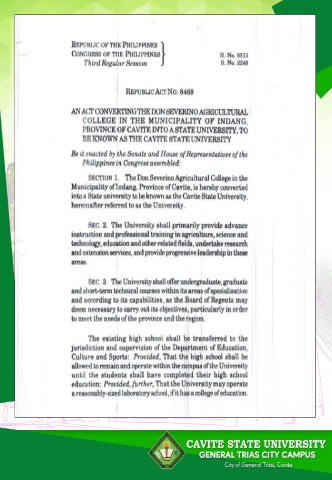 REPUBLIC OF THE PHILIPPINES
CONGRESS OF THE PHILIPPINES
Third Regular Session
H. No. 6511
S. No. 2240
REPUBLIC ACT NO. 8468
AN ACT CONVERTING THE DON SEVERINO AGRICULTURAL
COLLEGE IN THE MUNICIPALITY OF INDANG,
PROVINCE OF CAVITE INTO A STATE UNIVERSITY, TO
BE KNOWN AS THE CAVITE STATE UNIVERSITY
Be it enacted by the Senate and House of Representatives of the
Philippines in Congress assembled:
SECTION 1. The Don Severino Agricultural College in the
Municipality of Indang, Province of Cavite, is hereby converted
into a State university to be known as the Cavite State University,
hereinafter referred to as the University.
SEC. 2. The University shall primarily provide advance
instruction and professional training in agriculture, science and
technology, education and other related fields, undertake research
and extension services, and provide progressive leadership in these
areas.
SEC. 3. The University shall offer undergraduate, graduate
and short-term technical courses within its areas of specialization
and according to its capabilities, as the Board of Regents may
deem necessary to carry out its objectives, particularly in order
to meet the needs of the province and the region.
The existing high school shall be transferred to the
jurisdiction and supervision of the Department of Education,
Culture and Sports: Provided, That the high school shall be
allowed to remain and operate within the campus of the University
until the students shall have completed their high school
education: Provided, further, That the University may operate
a reasonably-sized laboratory school, if it has a college of education.
CAVITE STATE UNIVERSITY
GENERAL TRIAS CITY CAMPUS
City of General Trias, Cavite